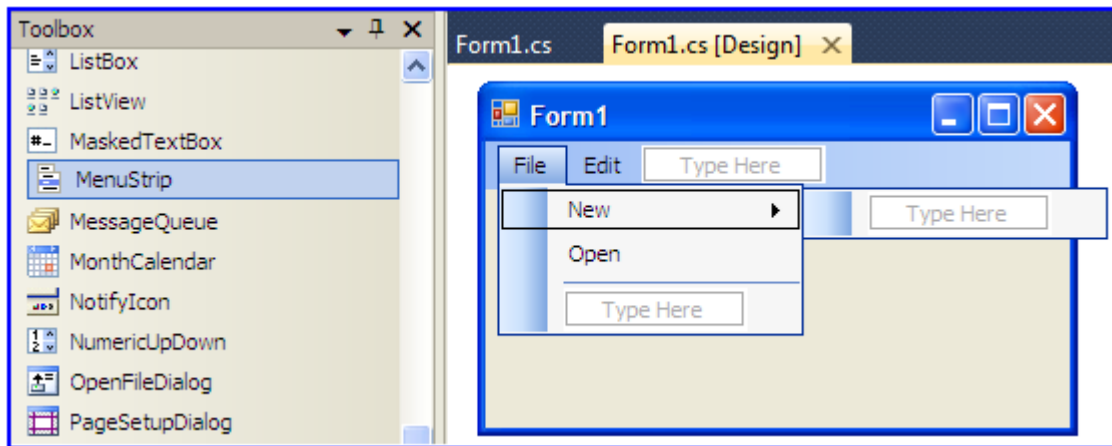 Toolbox
ListBox
ListView
MaskedTextBox
MenuStrip
MessageQueue
MonthCalendar
NotifyIcon
NumericUpDown
OpenFileDialog
PageSetupDialog
Form1.cs
Form1.cs [Design]
Form1
File Edit Type Here
New Type Here
Open
Type Here